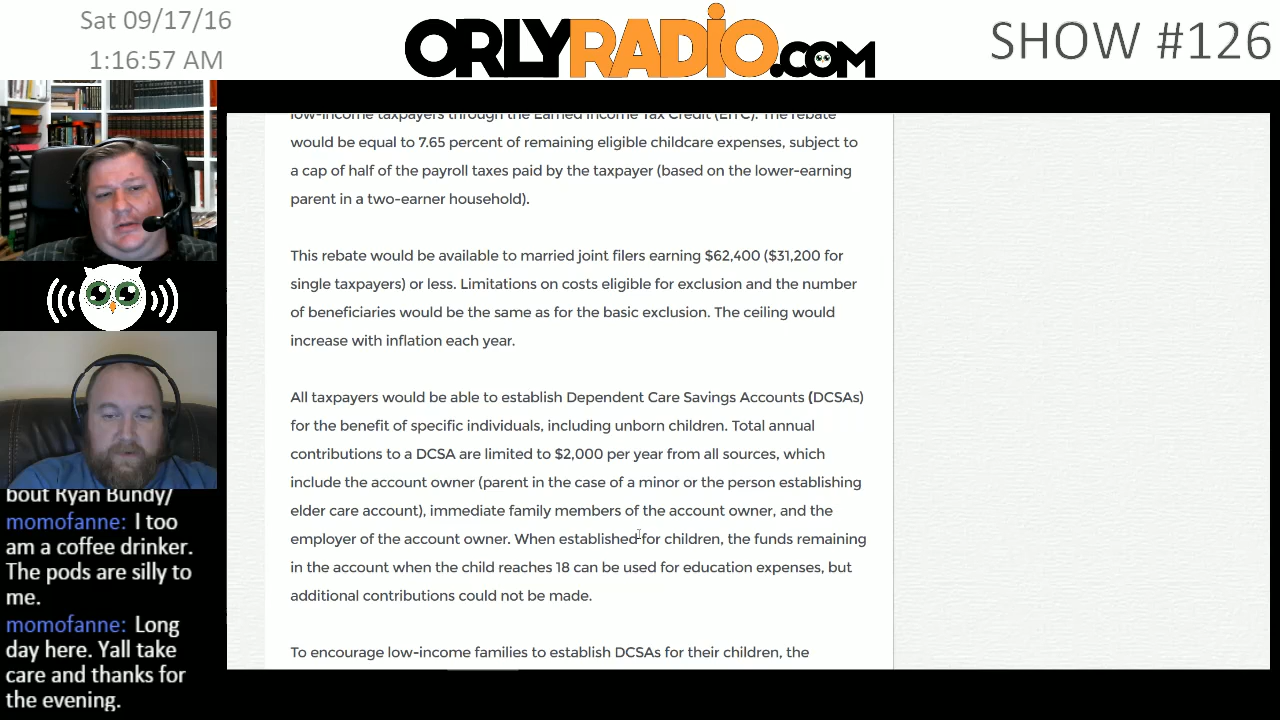 Sat 09/17/16
1:16:57 AM
ORLYRADIO.COM
SHOW #126
low-income taxpayers through the Earned Income Tax Credit (EITC). The rebate
would be equal to 7.65 percent of remaining eligible childcare expenses, subject to
a cap of half of the payroll taxes paid by the taxpayer (based on the lower-earning
parent in a two-earner household).
This rebate would be available to married joint filers earning $62,400 ($31,200 for
single taxpayers) or less. Limitations on costs eligible for exclusion and the number
of beneficiaries would be the same as for the basic exclusion. The ceiling would
increase with inflation each year.
All taxpayers would be able to establish Dependent Care Savings Accounts (DCSAs)
for the benefit of specific individuals, including unborn children. Total annual
contributions to a DCSA are limited to $2,000 per year from all sources, which
include the account owner (parent in the case of a minor or the person establishing
elder care account), immediate family members of the account owner, and the
employer of the account owner. When established for children, the funds remaining
in the account when the child reaches 18 can be used for education expenses, but
additional contributions could not be made.
To encourage low-income families to establish DCSAs for their children, the
bout Ryan Bundy/
momofanne: I too
am a coffee drinker.
The pods are silly to
me.
momofanne: Long
day here. Yall take
care and thanks for
the evening.